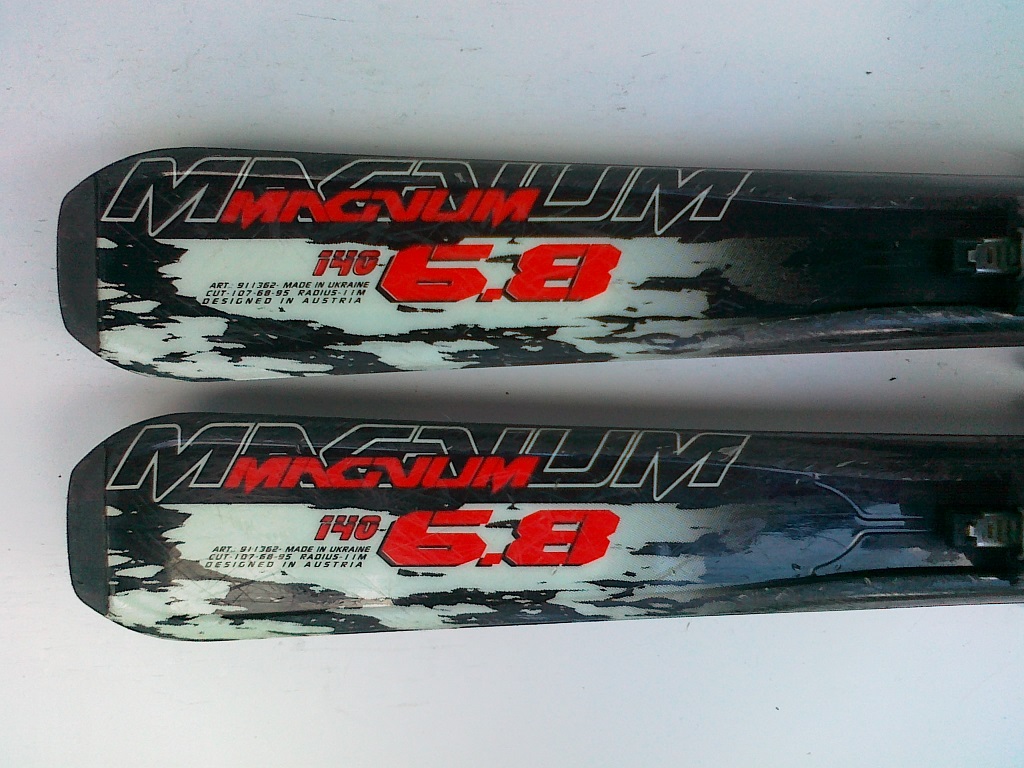 MAGNUM
MAGNUM
140- 6.8
ART.: 911362- MADE IN UKRAINE
CUT-107-68-95 RADIUS-11M
DESIGNED IN AUSTRIA
MAGNUM
MAGNUM
140- 6.8
ART.: 911362- MADE IN UKRAINE
CUT-107-68-95 RADIUS-11M
DESIGNED IN AUSTRIA